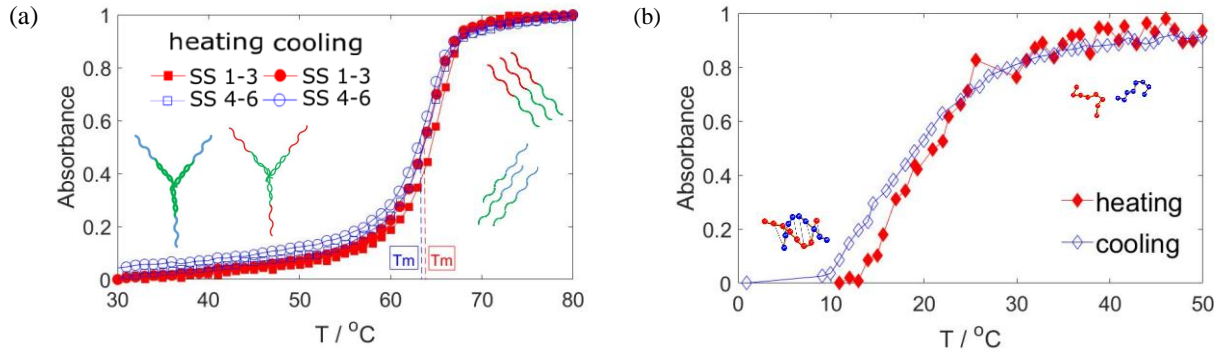 (a)
Absorbance
1
0.8
0.6
0.4
0.2
0
heating cooling
SS 1-3 SS 1-3
SS 4-6 SS 4-6
Tm Tm
30 40 50 60 70 80
T / °C
(b)
Absorbance
1
0.8
0.6
0.4
0.2
0
heating
cooling
0 10 20 30 40 50
T / °C